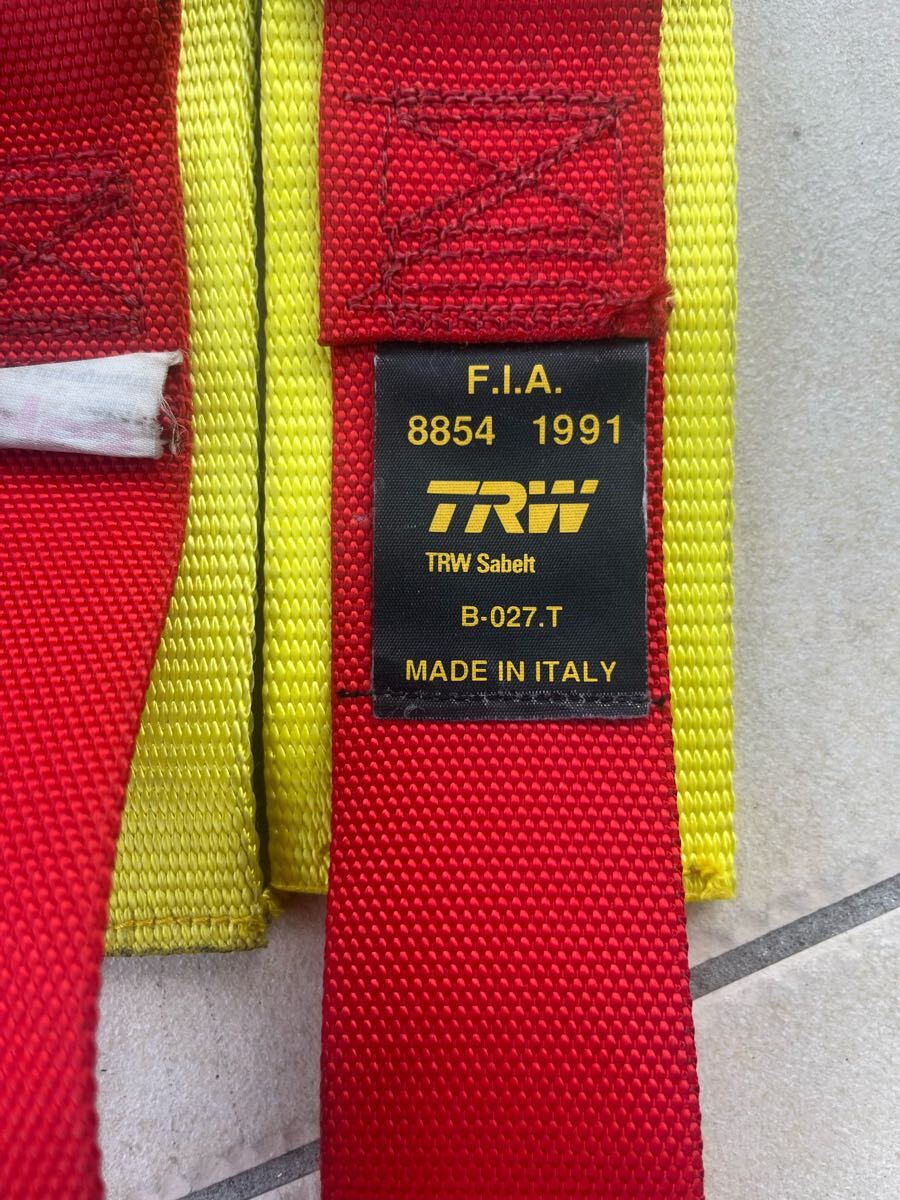 F.I.A.
8854 1991
TRW
TRW Sabelt
B-027.T
MADE IN ITALY